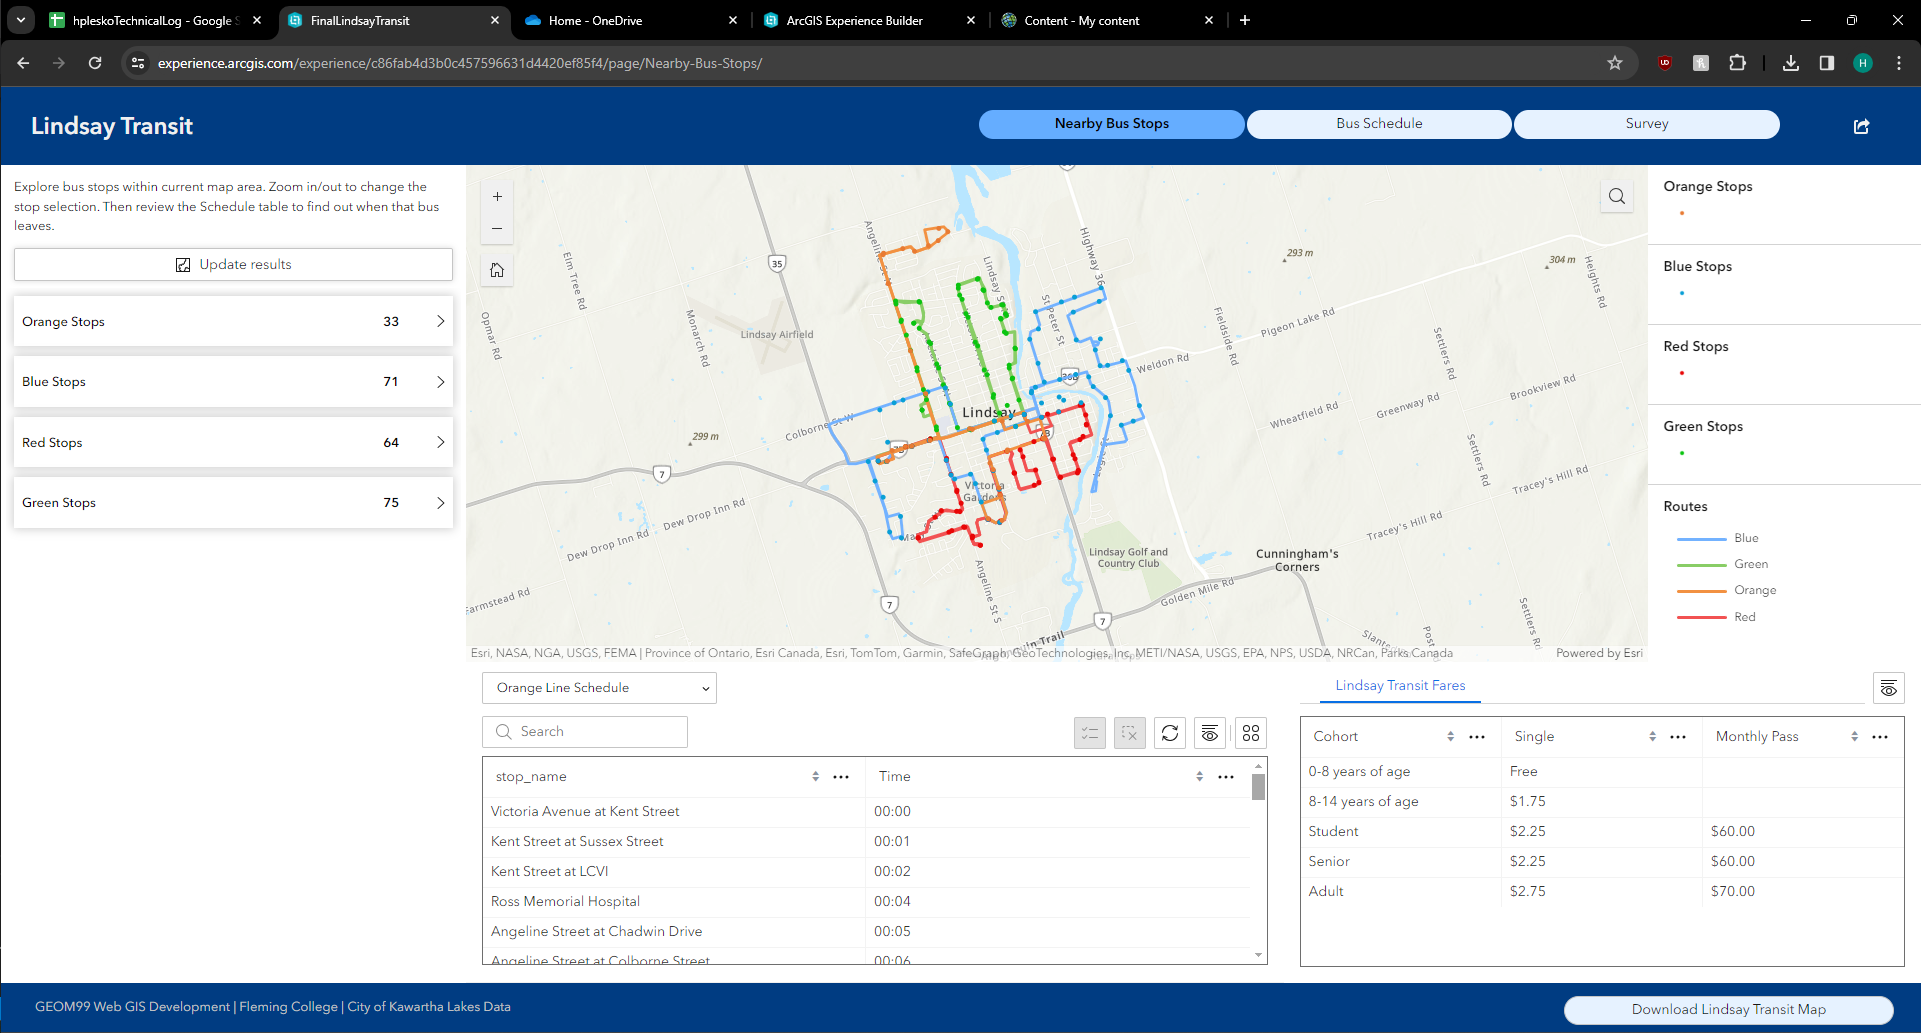 hpleskoTechnicalLog - Google S
FinalLindsayTransit
Home - OneDrive
ArcGIS Experience Builder
Content - My content
experience.arcgis.com/experience/c86fab4d3b0c457596631d4420ef85f4/page/Nearby-Bus-Stops/
H
Lindsay Transit
Nearby Bus Stops
Bus Schedule
Survey
Explore bus stops within current map area. Zoom in/out to change the
stop selection. Then review the Schedule table to find out when that bus
leaves.
Update results
Orange Stops 33
Blue Stops 71
Red Stops 64
Green Stops 75
Angeline St N
Lindsay St
Highway 36
Elm Tree Rd
35
293 m
304 m
Heights Rd
Opmar Rd
Monarch Rd
Lindsay Airfield
St Peter St
Fieldside Rd
Pigeon Lake Rd
Settlers Rd
Weldon Rd
36B
Brookview Rd
Greenway Rd
Wheatfield Rd
Lindsay
Colborne St W
299 m
7
Settlers Rd
Tracey's Hill Rd
Victoria
Gardens
Dew Drop Inn Rd
Dew Drop Inn Rd
Tracey's Hill Rd
Lindsay Golf and
Country Club
Cunningham's
Corners
Angeline St S
Golden Mile Rd
Farmstead Rd
7
7
Settlers Rd
Esri, NASA, NGA, USGS, FEMA | Province of Ontario, Esri Canada, Esri, TomTom, Garmin, SafeGraph, GeoTechnologies, Inc, METI/NASA, USGS, EPA, NPS, USDA, NRCan, Parks Canada
Powered by Esri
Orange Stops
Blue Stops
Red Stops
Green Stops
Routes
Blue
Green
Orange
Red
Orange Line Schedule
Search
stop_name Time
Victoria Avenue at Kent Street 00:00
Kent Street at Sussex Street 00:01
Kent Street at LCVI 00:02
Ross Memorial Hospital 00:04
Angeline Street at Chadwin Drive 00:05
Angeline Street at Colborne Street 00:06
Lindsay Transit Fares
Cohort Single Monthly Pass
0-8 years of age Free
8-14 years of age $1.75
Student $2.25 $60.00
Senior $2.25 $60.00
Adult $2.75 $70.00
GEOM99 Web GIS Development | Fleming College | City of Kawartha Lakes Data
Download Lindsay Transit Map